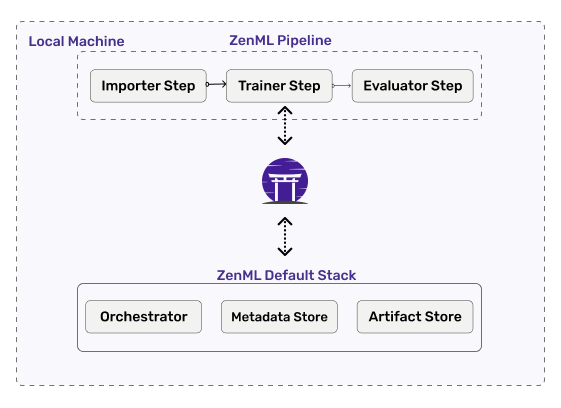 Local Machine
ZenML Pipeline
Importer Step
Trainer Step
Evaluator Step
ZenML Default Stack
Orchestrator
Metadata Store
Artifact Store